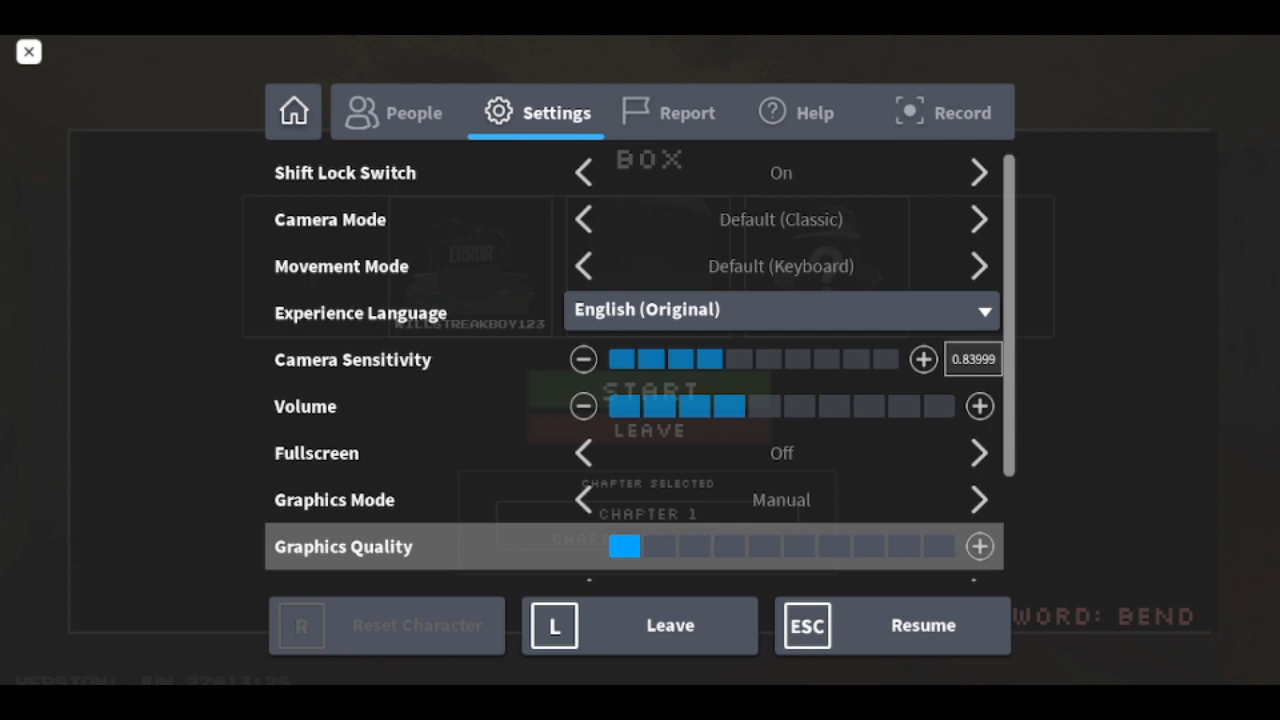 People Settings Report Help Record
BOX
Shift Lock Switch On
Camera Mode Default (Classic)
ERROR
Movement Mode Default (Keyboard)
Experience Language English (Original)
KILLSTREAKBOY123
Camera Sensitivity 0.83999
START
Volume
LEAVE
Fullscreen Off
CHAPTER SELECTED
Graphics Mode Manual
CHAPTER 1
Graphics Quality
WORD: BEND
R Reset Character L Leave ESC Resume